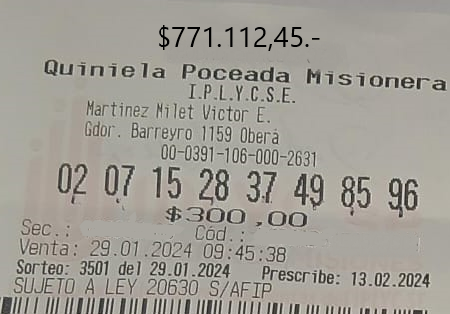 $771.112,45.-
Quiniela Poceada Misionera
I.P.L.Y.C.S.E.
Martinez Milet Victor E.
Gdor. Barreyro 1159 Oberá
00-0391-106-000-2631
02 07 15 28 37 49 85 96
$300,00
Sec.: Cód.:
Venta: 29.01.2024 09:45:38
Sorteo: 3501 del 29.01.2024 Prescribe: 13.02.2024
SUJETO A LEY 20630 S/AFIP